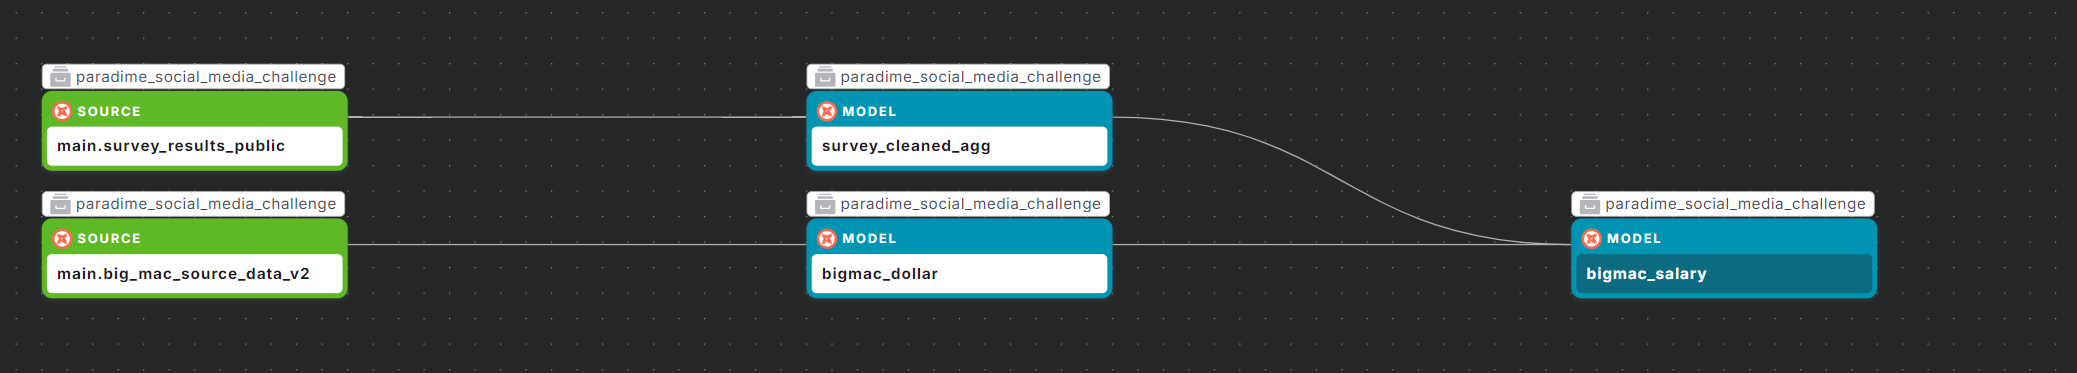 paradime_social_media_challenge
SOURCE
main.survey_results_public
paradime_social_media_challenge
MODEL
survey_cleaned_agg
paradime_social_media_challenge
SOURCE
main.big_mac_source_data_v2
paradime_social_media_challenge
MODEL
bigmac_dollar
paradime_social_media_challenge
MODEL
bigmac_salary